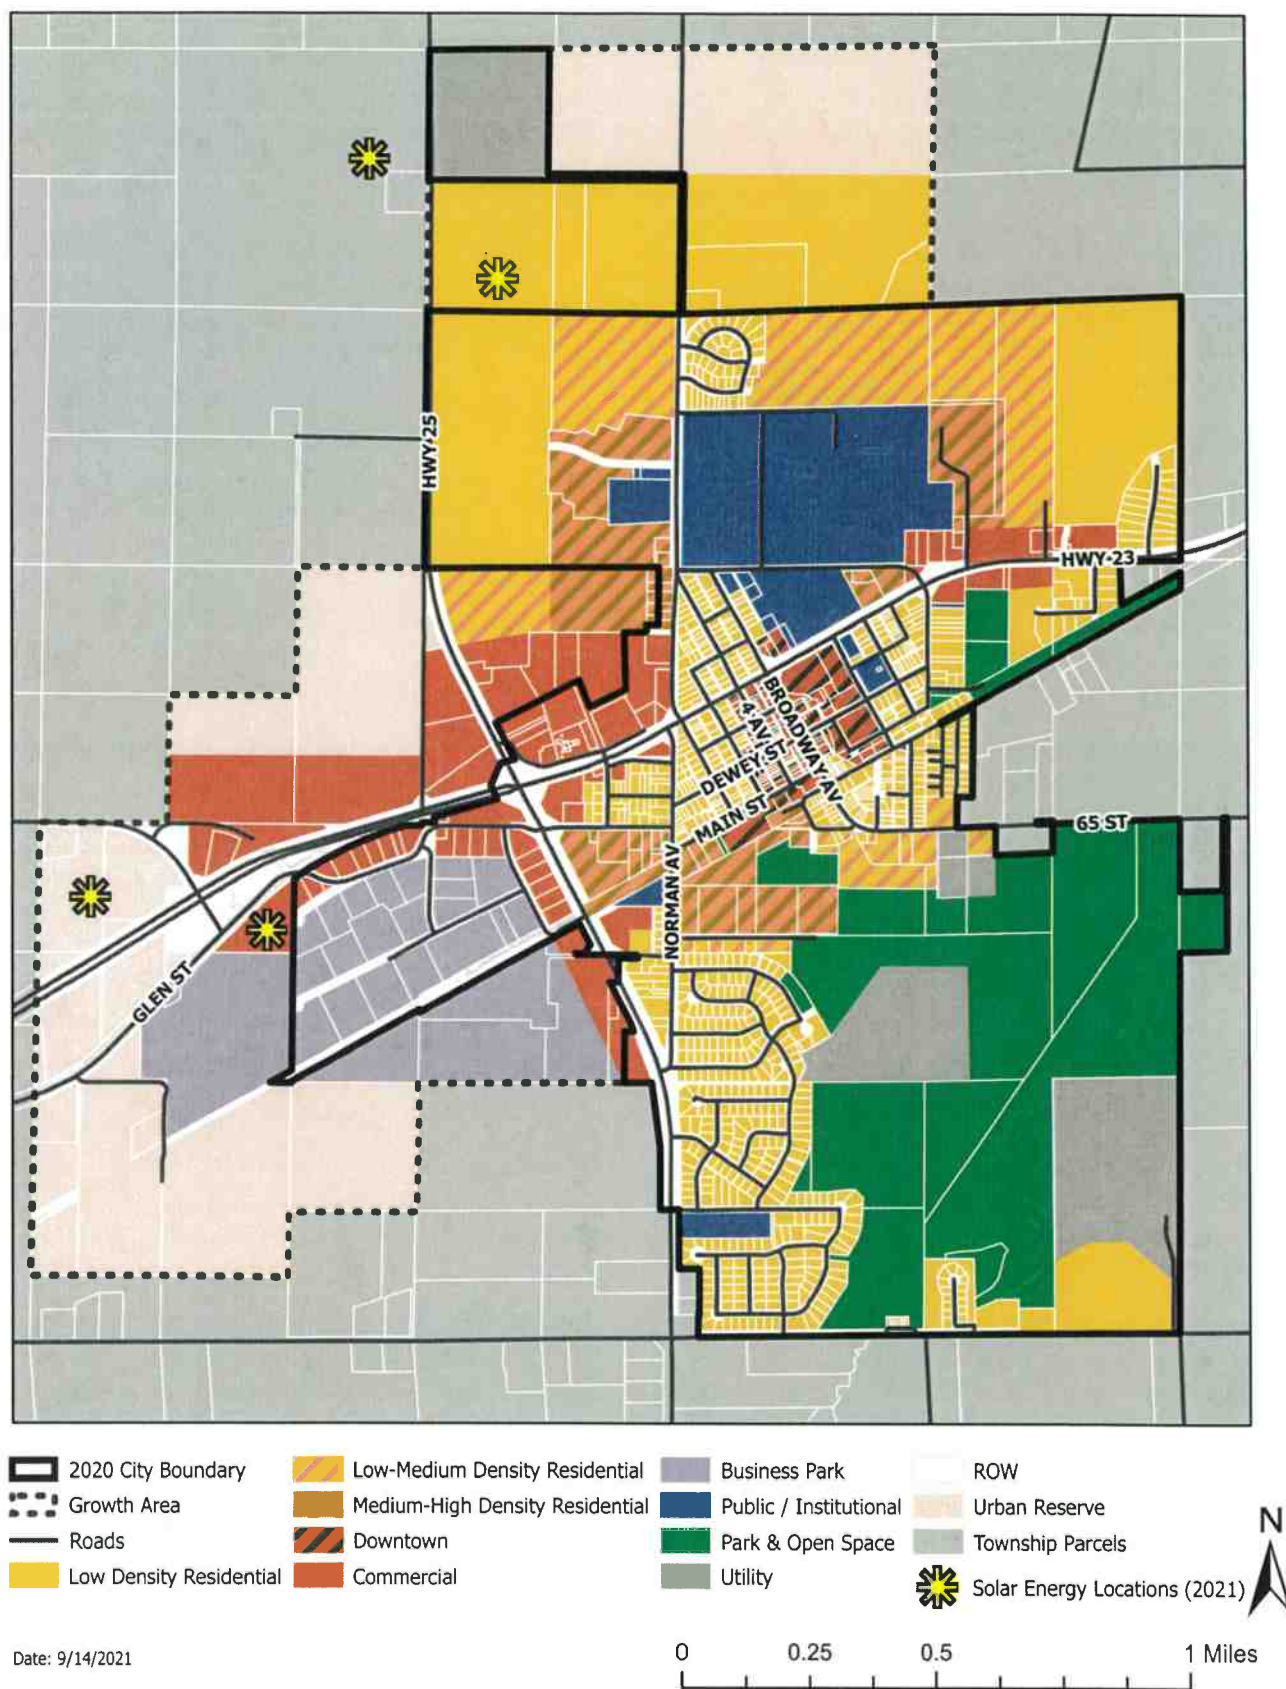 HWY 25
HWY 23
BROADWAY AV
4 AV ST
DEWEY ST
MAIN ST
65 ST
NORMAN AV
GLEN ST
2020 City Boundary
Growth Area
Roads
Low Density Residential
Low-Medium Density Residential
Medium-High Density Residential
Downtown
Commercial
Business Park
Public / Institutional
Park & Open Space
Utility
ROW
Urban Reserve
Township Parcels
Solar Energy Locations (2021)
N
Date: 9/14/2021
0 0.25 0.5 1 Miles